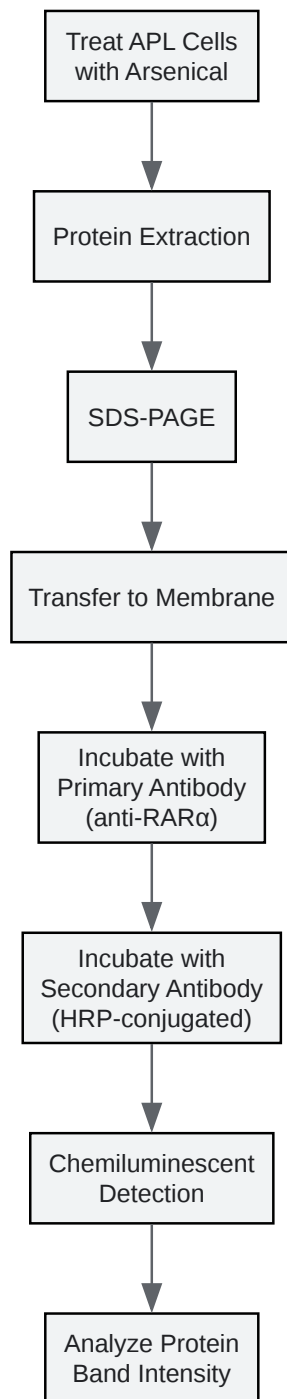 Treat APL Cells
with Arsenical
Protein Extraction
SDS-PAGE
Transfer to Membrane
Incubate with
Primary Antibody
(anti-RARα)
Incubate with
Secondary Antibody
(HRP-conjugated)
Chemiluminescent
Detection
Analyze Protein
Band Intensity